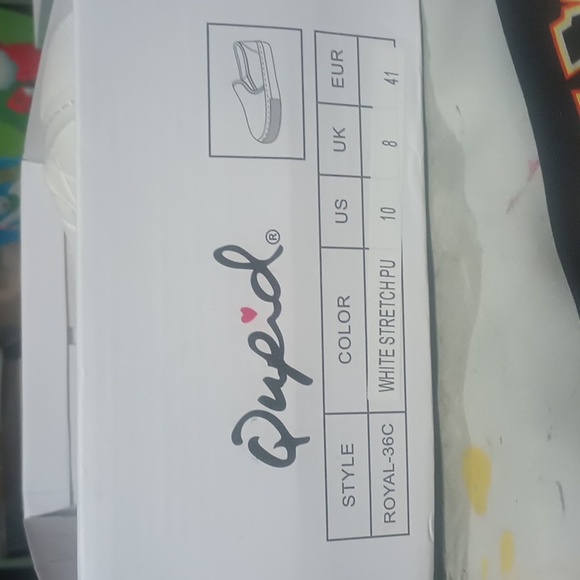 Qupid®
STYLE COLOR US UK EUR
ROYAL-36C WHITE STRETCH PU 10 8 41